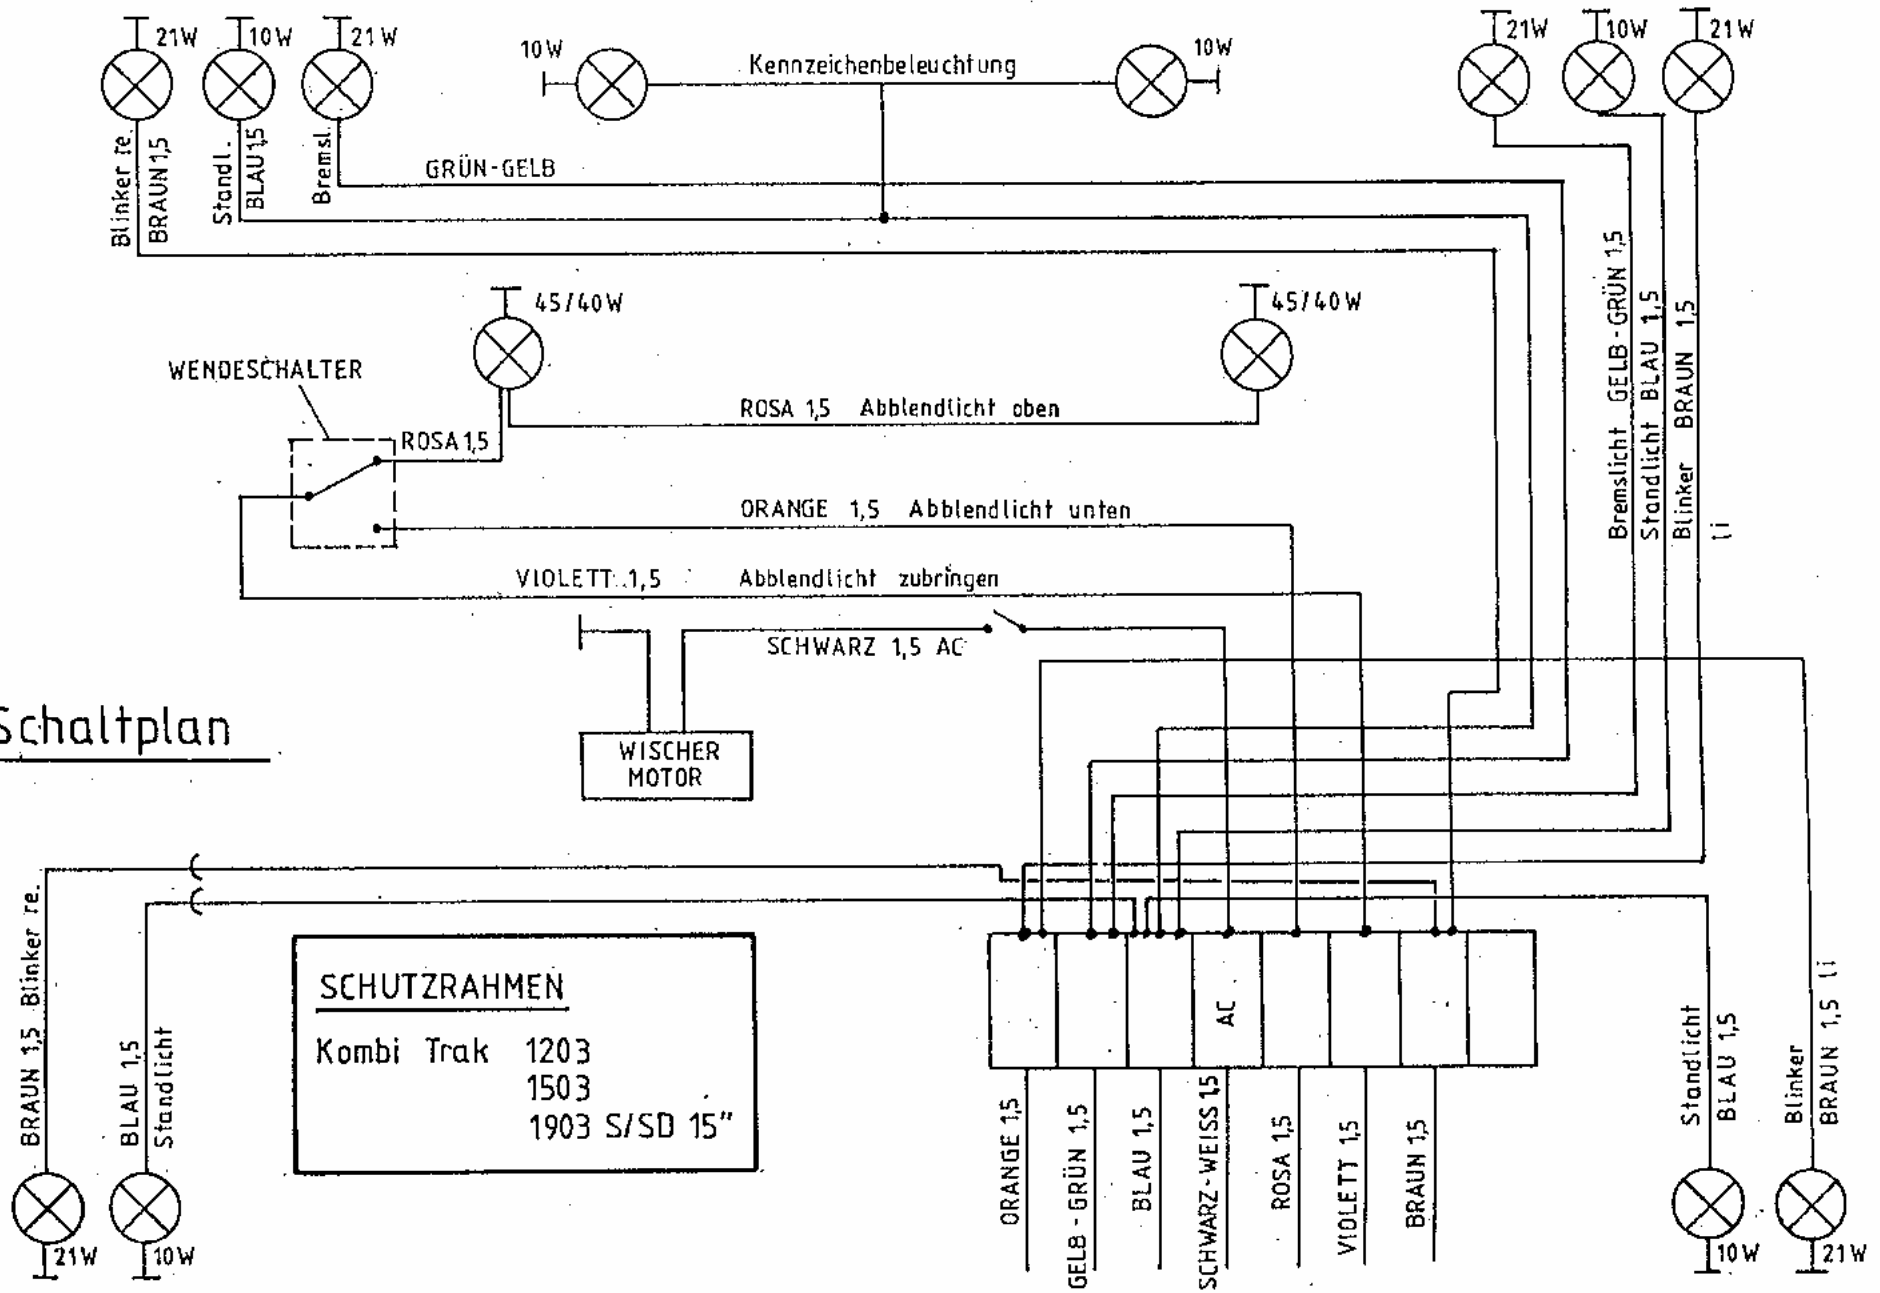 21W
10W
21W
10W
Kennzeichenbeleuchtung
10W
21W
10W
21W
Blinker re.
BRAUN 1,5
Standl.
BLAU 1,5
Bremsl.
GRÜN-GELB
45/40W
45/40W
WENDESCHALTER
ROSA 1,5
ROSA 1,5 Abblendlicht oben
ORANGE 1,5 Abblendlicht unten
VIOLETT 1,5 Abblendlicht zubringen
SCHWARZ 1,5 AC
Bremslicht GELB-GRÜN 1,5
Standlicht BLAU 1,5
Blinker BRAUN 1,5
li
Schaltplan
WISCHER
MOTOR
BRAUN 1,5 Blinker re.
BLAU 1,5
Standlicht
SCHUTZRAHMEN
Kombi Trak 1203
1503
1903 S/SD 15"
AC
ORANGE 1,5
GELB-GRÜN 1,5
BLAU 1,5
SCHWARZ-WEISS 1,5
ROSA 1,5
VIOLETT 1,5
BRAUN 1,5
Standlicht
BLAU 1,5
Blinker
BRAUN 1,5 li
21W
10W
10W
21W